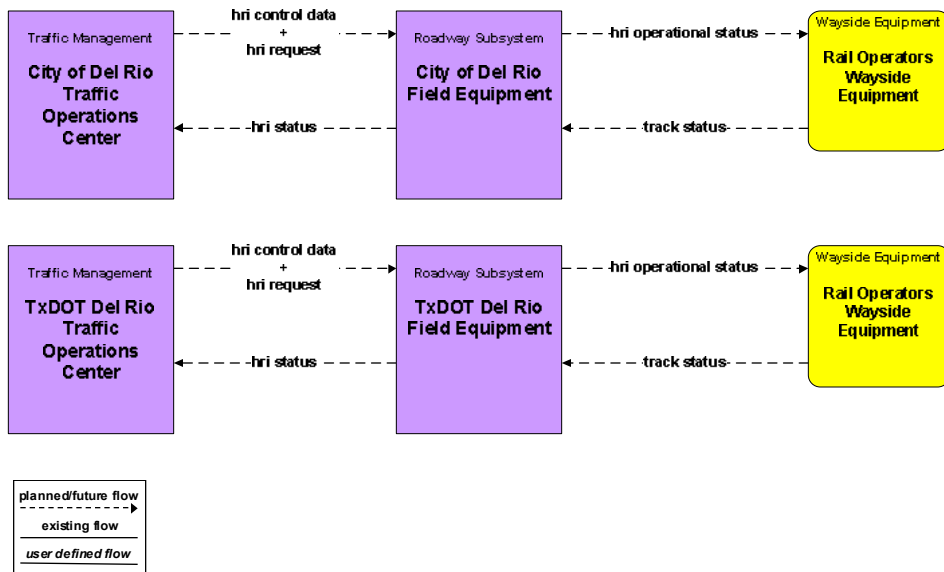 Traffic Management
City of Del Rio
Traffic
Operations
Center
hri control data
+
hri request
hri status
Roadway Subsystem
City of Del Rio
Field Equipment
hri operational status
track status
Wayside Equipment
Rail Operators
Wayside
Equipment
Traffic Management
TxDOT Del Rio
Traffic
Operations
Center
hri control data
+
hri request
hri status
Roadway Subsystem
TxDOT Del Rio
Field Equipment
hri operational status
track status
Wayside Equipment
Rail Operators
Wayside
Equipment
planned/future flow
existing flow
user defined flow